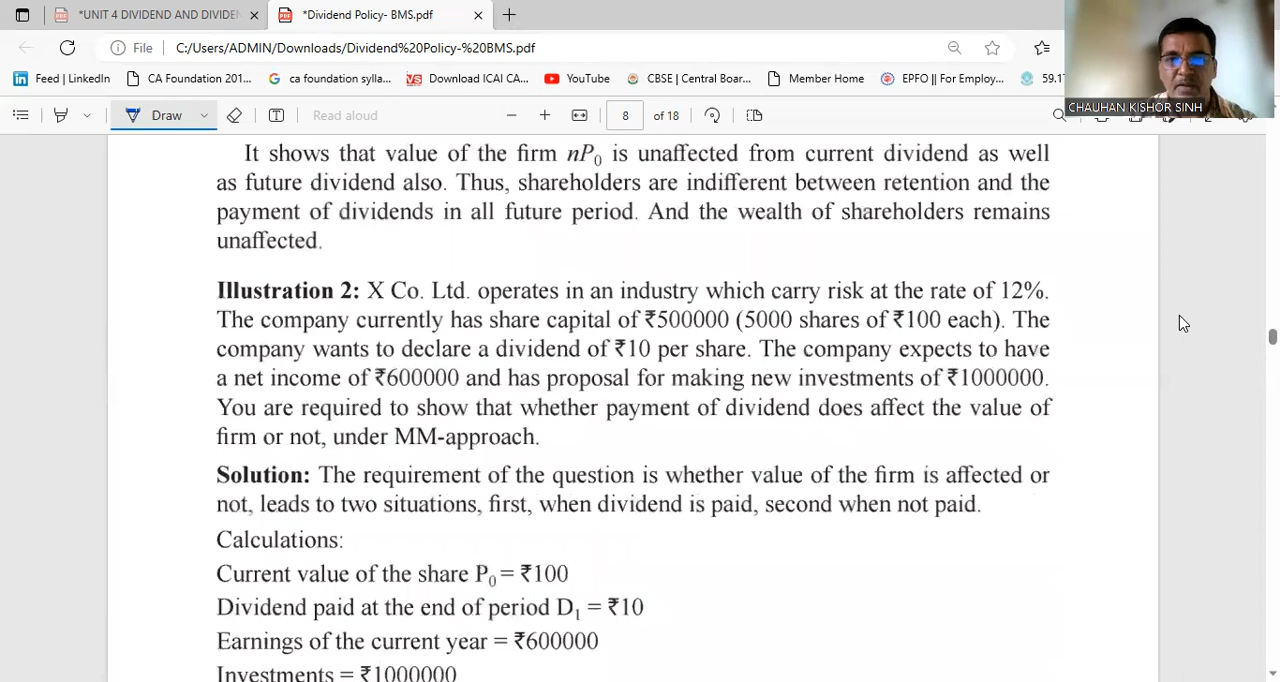 *UNIT 4 DIVIDEND AND DIVIDEN
*Dividend Policy- BMS.pdf
File C:/Users/ADMIN/Downloads/Dividend%20Policy-%20BMS.pdf
Feed | LinkedIn CA Foundation 201... ca foundation sylla... Download ICAI CA... YouTube CBSE | Central Boar... Member Home EPFO || For Employ... 59.1
CHAUHAN KISHOR SINH
Draw Read aloud 8 of 18
It shows that value of the firm nP₀ is unaffected from current dividend as well
as future dividend also. Thus, shareholders are indifferent between retention and the
payment of dividends in all future period. And the wealth of shareholders remains
unaffected.
Illustration 2: X Co. Ltd. operates in an industry which carry risk at the rate of 12%.
The company currently has share capital of ₹500000 (5000 shares of ₹100 each). The
company wants to declare a dividend of ₹10 per share. The company expects to have
a net income of ₹600000 and has proposal for making new investments of ₹1000000.
You are required to show that whether payment of dividend does affect the value of
firm or not, under MM-approach.
Solution: The requirement of the question is whether value of the firm is affected or
not, leads to two situations, first, when dividend is paid, second when not paid.
Calculations:
Current value of the share P₀ = ₹100
Dividend paid at the end of period D₁ = ₹10
Earnings of the current year = ₹600000
Investments = ₹1000000